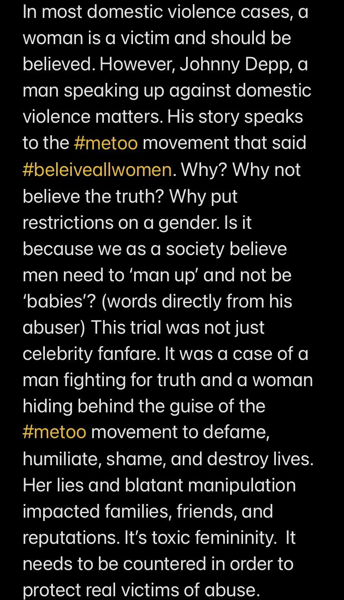 In most domestic violence cases, a
woman is a victim and should be
believed. However, Johnny Depp, a
man speaking up against domestic
violence matters. His story speaks
to the #metoo movement that said
#beleiveallwomen. Why? Why not
believe the truth? Why put
restrictions on a gender. Is it
because we as a society believe
men need to ‘man up’ and not be
‘babies’? (words directly from his
abuser) This trial was not just
celebrity fanfare. It was a case of a
man fighting for truth and a woman
hiding behind the guise of the
#metoo movement to defame,
humiliate, shame, and destroy lives.
Her lies and blatant manipulation
impacted families, friends, and
reputations. It’s toxic femininity.  It
needs to be countered in order to
protect real victims of abuse.